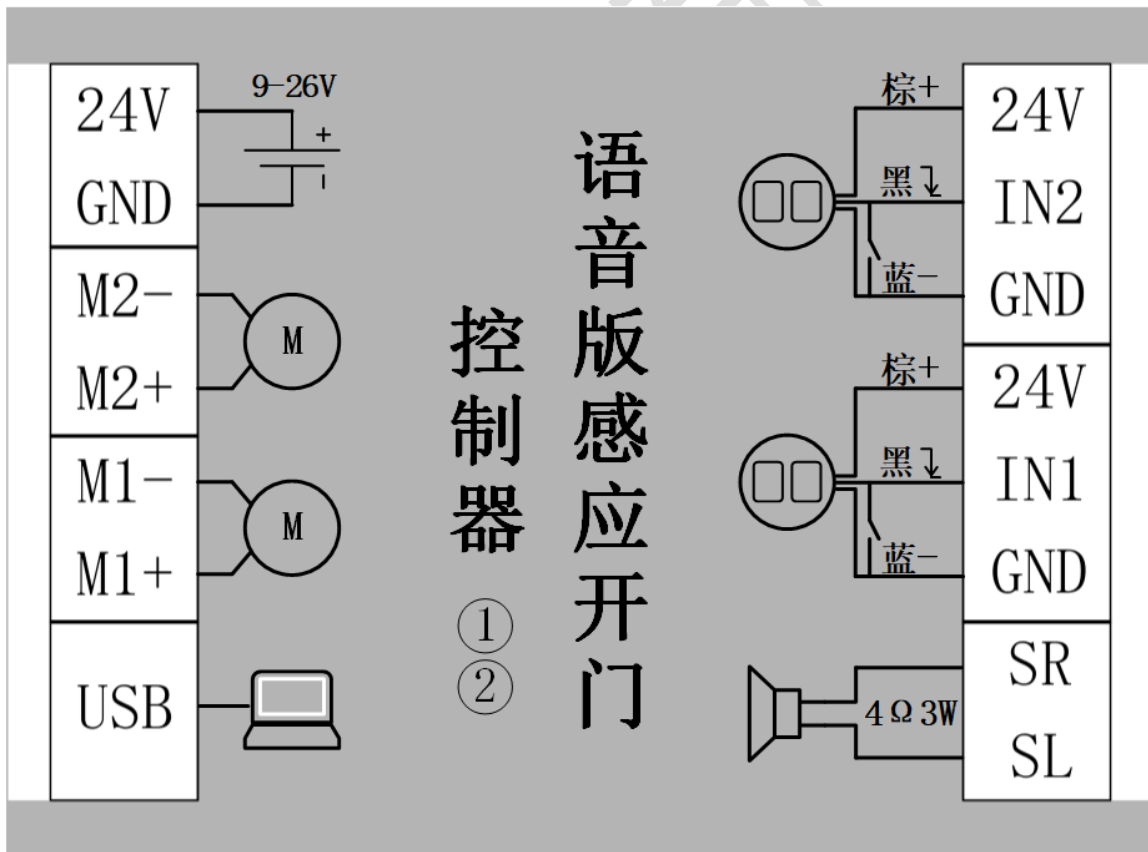 24V
9-26V
+
GND
-
M2-
M
M2+
M1-
M
M1+
USB
语音版感应开门
控制器
①
②
棕+
24V
黑
IN2
蓝-
GND
棕+
24V
黑
IN1
蓝-
GND
SR
4Ω3W
SL